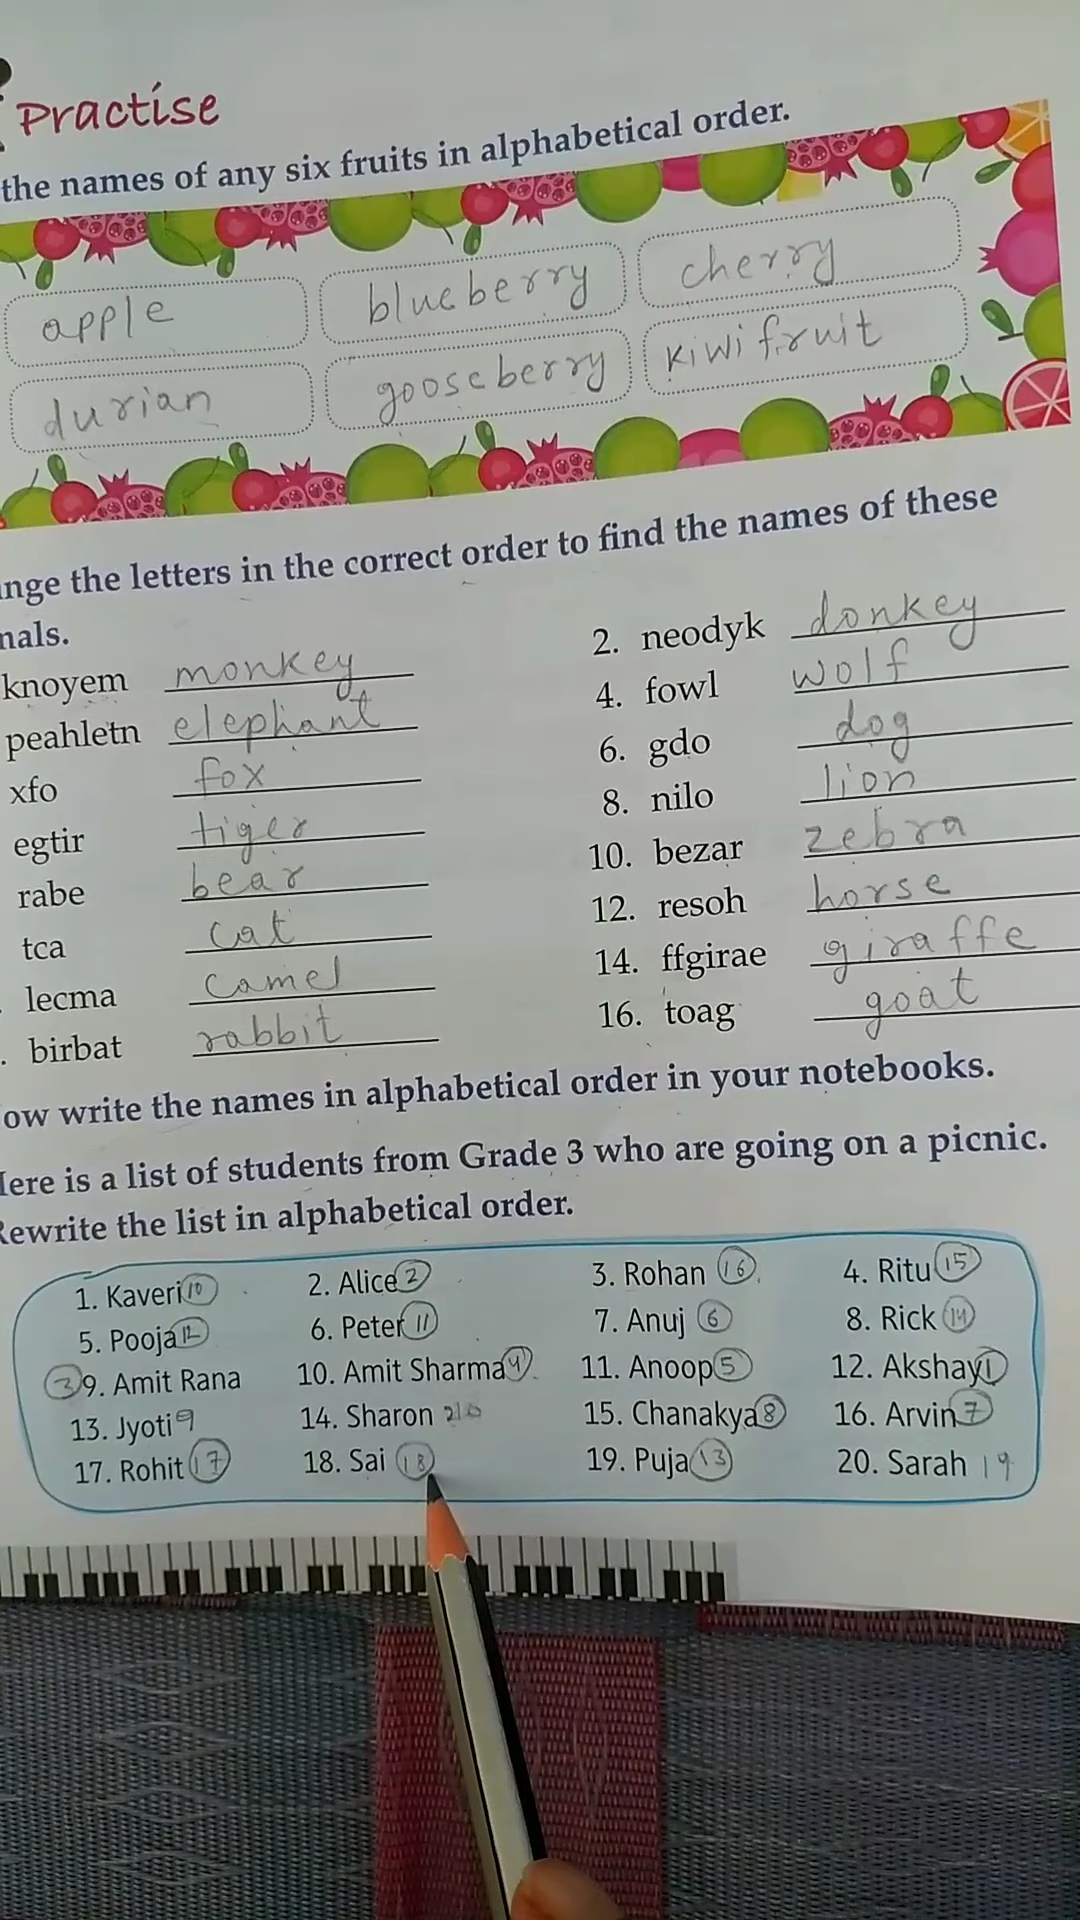 Practise
the names of any six fruits in alphabetical order.
apple blueberry cherry
durian gooseberry kiwifruit
nge the letters in the correct order to find the names of these
mals.
knoyem monkey 2. neodyk donkey
peahletn elephant 4. fowl wolf
xfo fox 6. gdo dog
egtir tiger 8. nilo lion
rabe bear 10. bezar zebra
tca cat 12. resoh horse
lecma camel 14. ffgirae giraffe
birbat rabbit 16. toag goat
ow write the names in alphabetical order in your notebooks.
Here is a list of students from Grade 3 who are going on a picnic.
Rewrite the list in alphabetical order.
1. Kaveri 10 2. Alice 2 3. Rohan 16 4. Ritu 15
5. Pooja 12 6. Peter 11 7. Anuj 6 8. Rick 14
3 9. Amit Rana 10. Amit Sharma 4 11. Anoop 5 12. Akshay 1
13. Jyoti 9 14. Sharon 20 15. Chanakya 8 16. Arvin 7
17. Rohit 17 18. Sai 18 19. Puja 13 20. Sarah 19